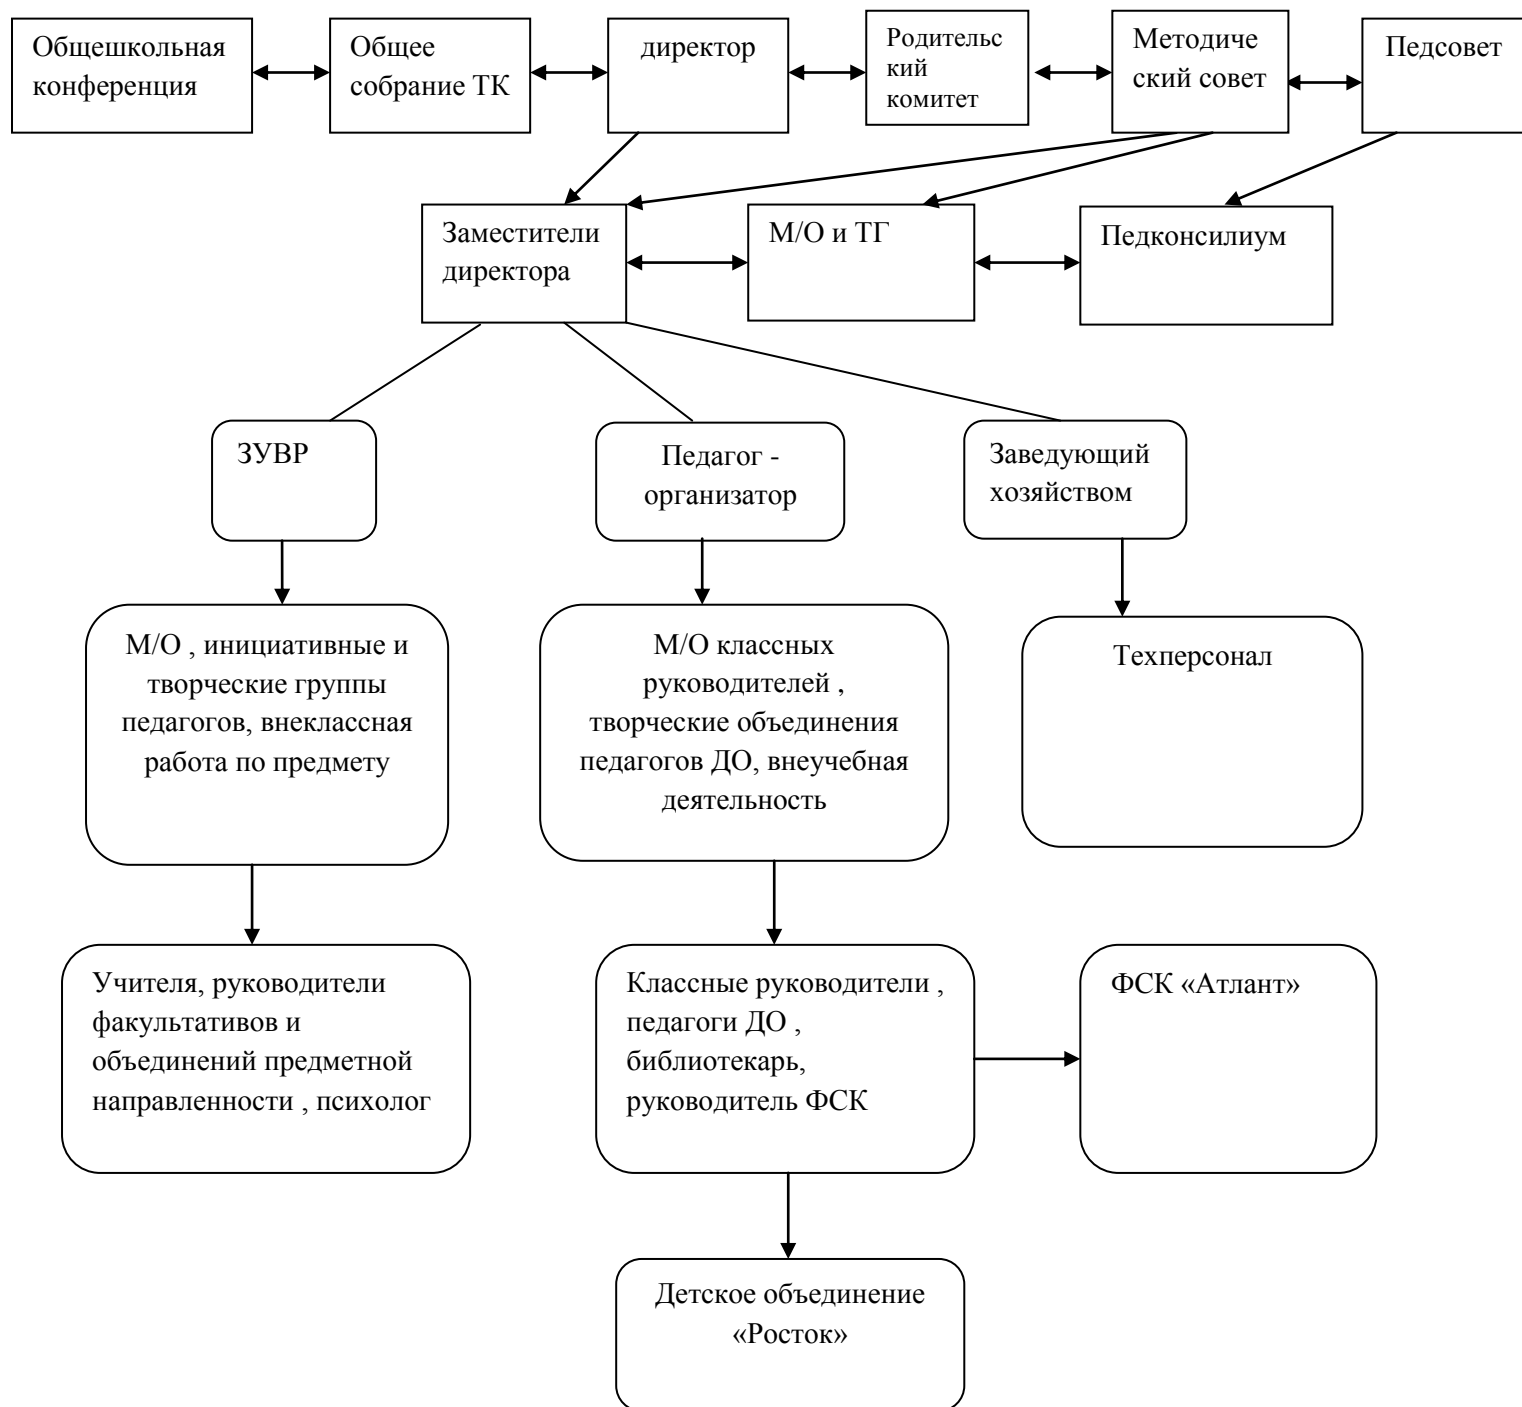 Общешкольная
конференция
Общее
собрание ТК
директор
Родительс
кий
комитет
Методиче
ский совет
Педсовет
Заместители
директора
М/О и ТГ
Педконсилиум
ЗУВР
Педагог -
организатор
Заведующий
хозяйством
М/О , инициативные и
творческие группы
педагогов, внеклассная
работа по предмету
М/О классных
руководителей ,
творческие объединения
педагогов ДО, внеучебная
деятельность
Техперсонал
Учителя, руководители
факультативов и
объединений предметной
направленности , психолог
Классные руководители ,
педагоги ДО ,
библиотекарь,
руководитель ФСК
ФСК «Атлант»
Детское объединение
«Росток»